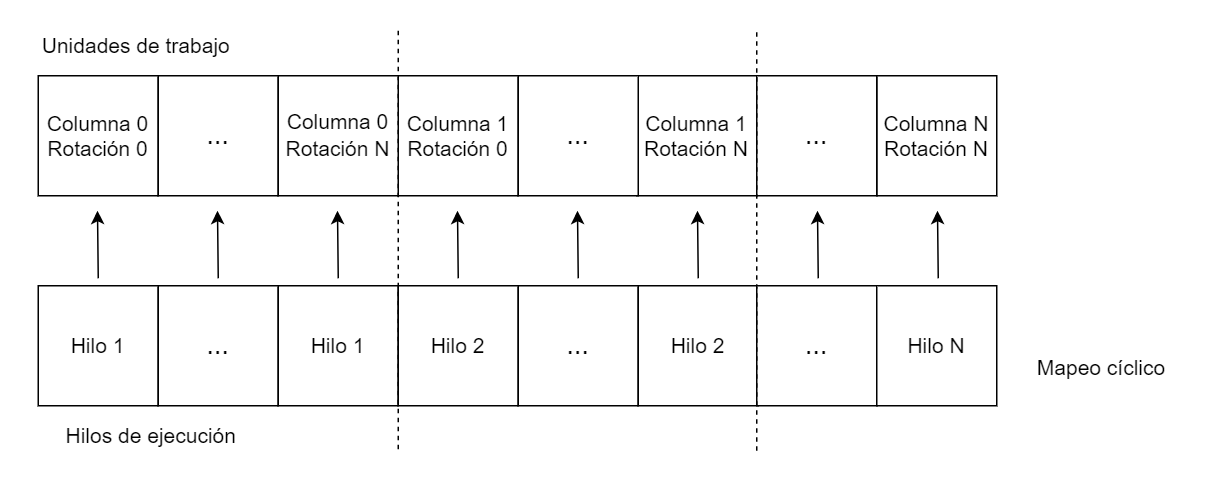 Unidades de trabajo
Columna 0
Rotación 0
...
Columna 0
Rotación N
Columna 1
Rotación 0
...
Columna 1
Rotación N
...
Columna N
Rotación N
Hilo 1
...
Hilo 1
Hilo 2
...
Hilo 2
...
Hilo N
Mapeo cíclico
Hilos de ejecución